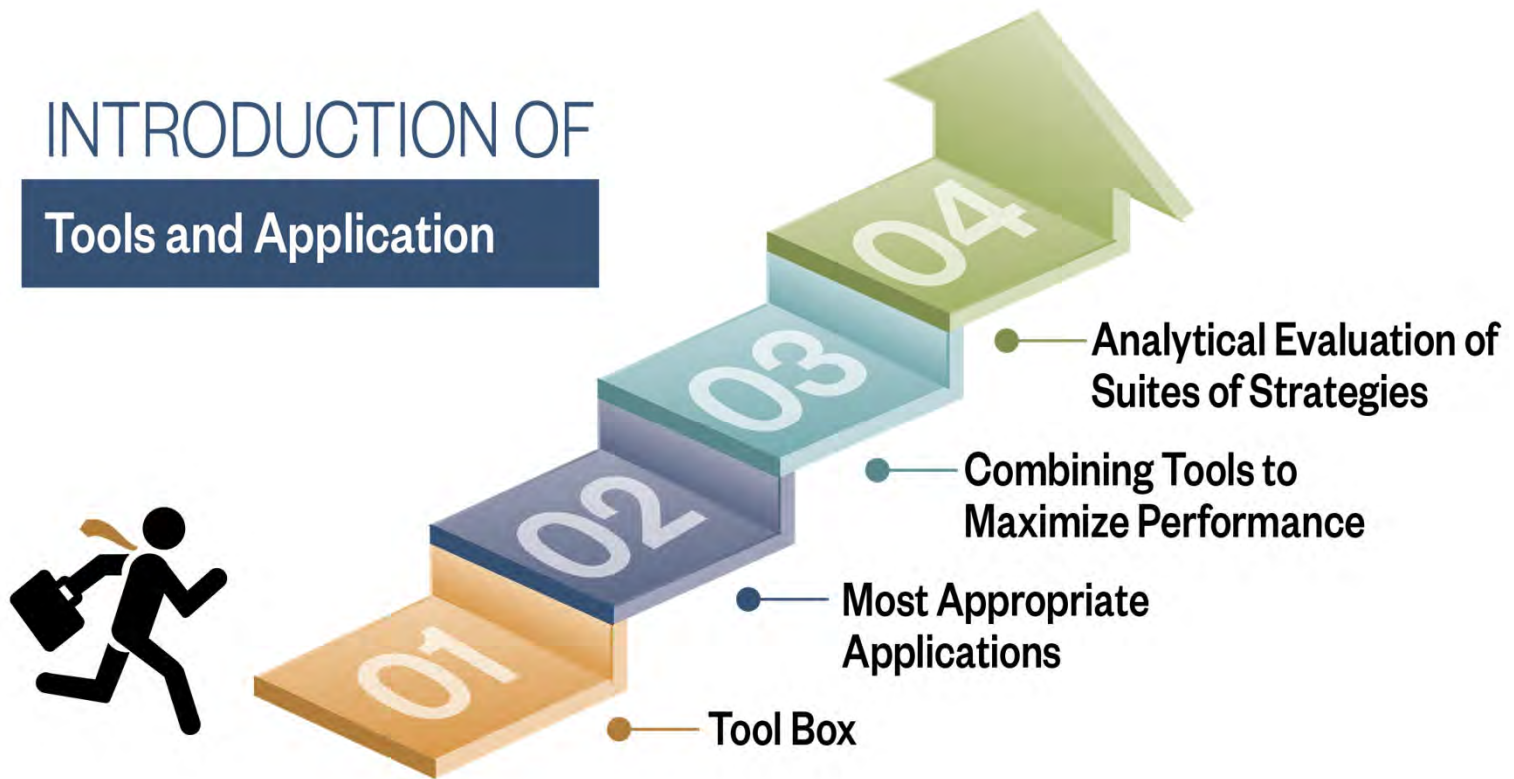 INTRODUCTION OF
Tools and Application
04
Analytical Evaluation of
Suites of Strategies
03
Combining Tools to
Maximize Performance
02
Most Appropriate
Applications
01
Tool Box